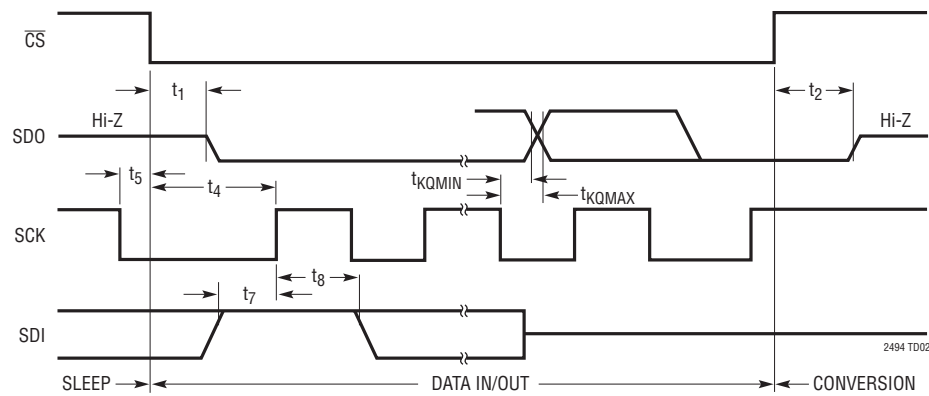 C̅S̅
t1
t2
Hi-Z
Hi-Z
SDO
t5
t4
tKQMIN
tKQMAX
SCK
t8
t7
SDI
2494 TD02
SLEEP
DATA IN/OUT
CONVERSION